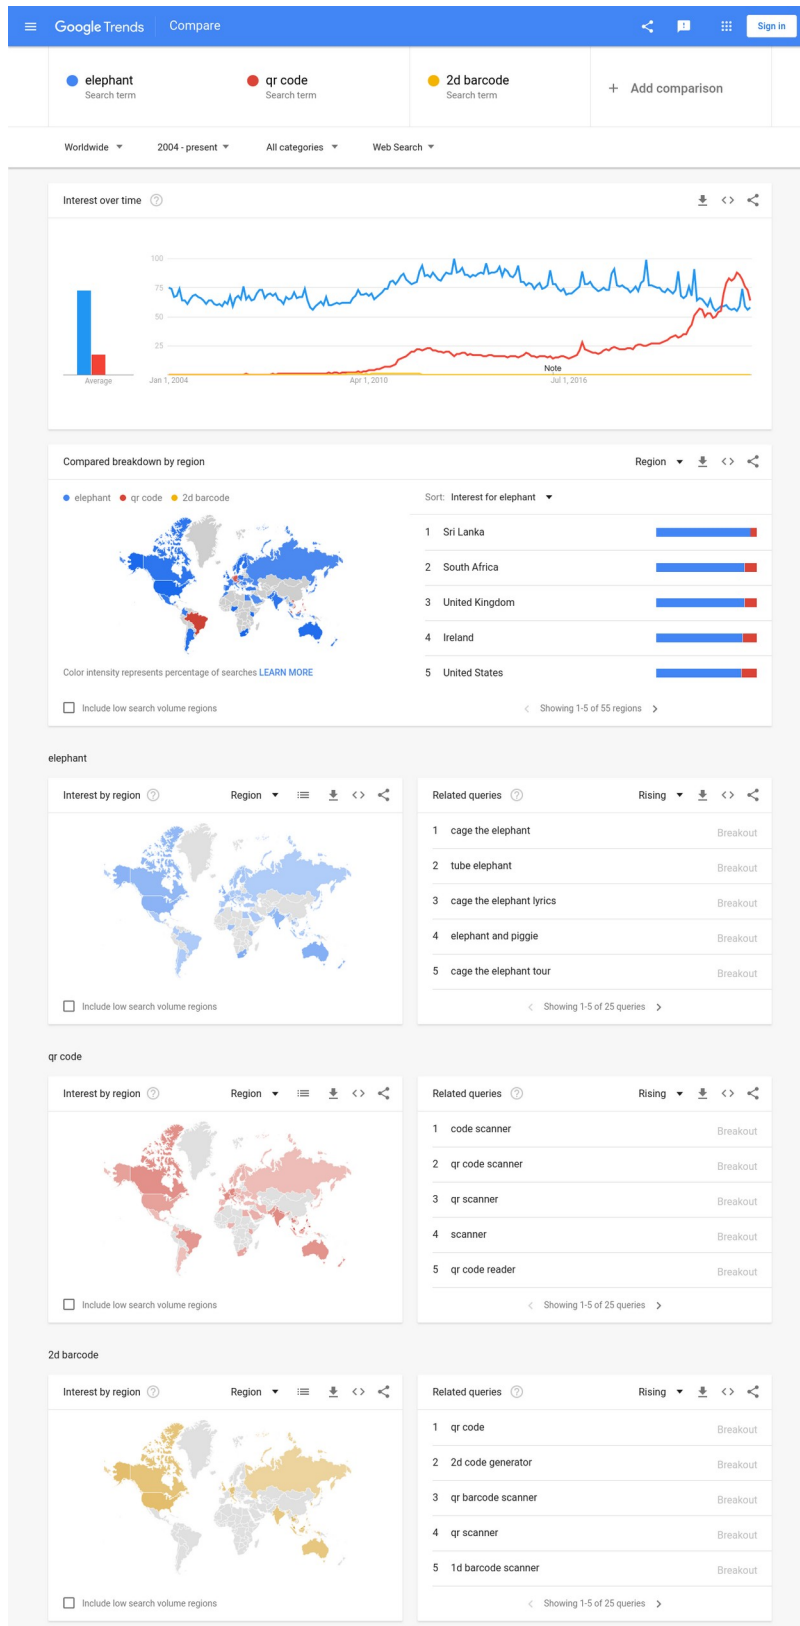 Google Trends Compare Sign in
elephant
Search term
qr code
Search term
2d barcode
Search term
+ Add comparison
Worldwide 2004 - present All categories Web Search
Interest over time
100
75
50
25
Average
Jan 1, 2004 Apr 1, 2010 Jul 1, 2016
Note
Compared breakdown by region Region
elephant qr code 2d barcode
Sort: Interest for elephant
1 Sri Lanka
2 South Africa
3 United Kingdom
4 Ireland
5 United States
Color intensity represents percentage of searches LEARN MORE
Include low search volume regions
Showing 1-5 of 55 regions
elephant
Interest by region Region
Include low search volume regions
Related queries Rising
1 cage the elephant Breakout
2 tube elephant Breakout
3 cage the elephant lyrics Breakout
4 elephant and piggie Breakout
5 cage the elephant tour Breakout
Showing 1-5 of 25 queries
qr code
Interest by region Region
Include low search volume regions
Related queries Rising
1 code scanner Breakout
2 qr code scanner Breakout
3 qr scanner Breakout
4 scanner Breakout
5 qr code reader Breakout
Showing 1-5 of 25 queries
2d barcode
Interest by region Region
Include low search volume regions
Related queries Rising
1 qr code Breakout
2 2d code generator Breakout
3 qr barcode scanner Breakout
4 qr scanner Breakout
5 1d barcode scanner Breakout
Showing 1-5 of 25 queries